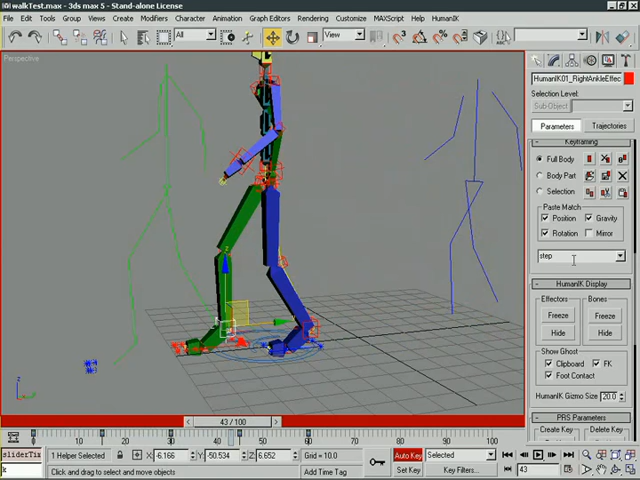 walkTest.max - 3ds max 5 - Stand-alone License
File Edit Tools Group Views Create Modifiers Character Animation Graph Editors Rendering Customize MAXScript Help HumanIK
All View
Perspective
HumanIK01_RightAnkleEffec
Selection Level:
Sub-Object
Parameters Trajectories
Keyframing
Full Body
Body Part
Selection
Paste Match
Position Gravity
Rotation Mirror
step
HumanIK Display
Effectors Bones
Freeze Freeze
Hide Hide
Show Ghost
Clipboard FK
Foot Contact
HumanIK Gizmo Size 20.0
PRS Parameters
Create Key Delete Key
z
z
43 / 100
0 10 20 30 40 50 60 70 80 90 100
sliderTim 1 Helper Selected X: -6.166 Y: -50.534 Z: 6.652 Grid = 10.0 Auto Key Selected
k Click and drag to select and move objects Add Time Tag Set Key Key Filters... 43